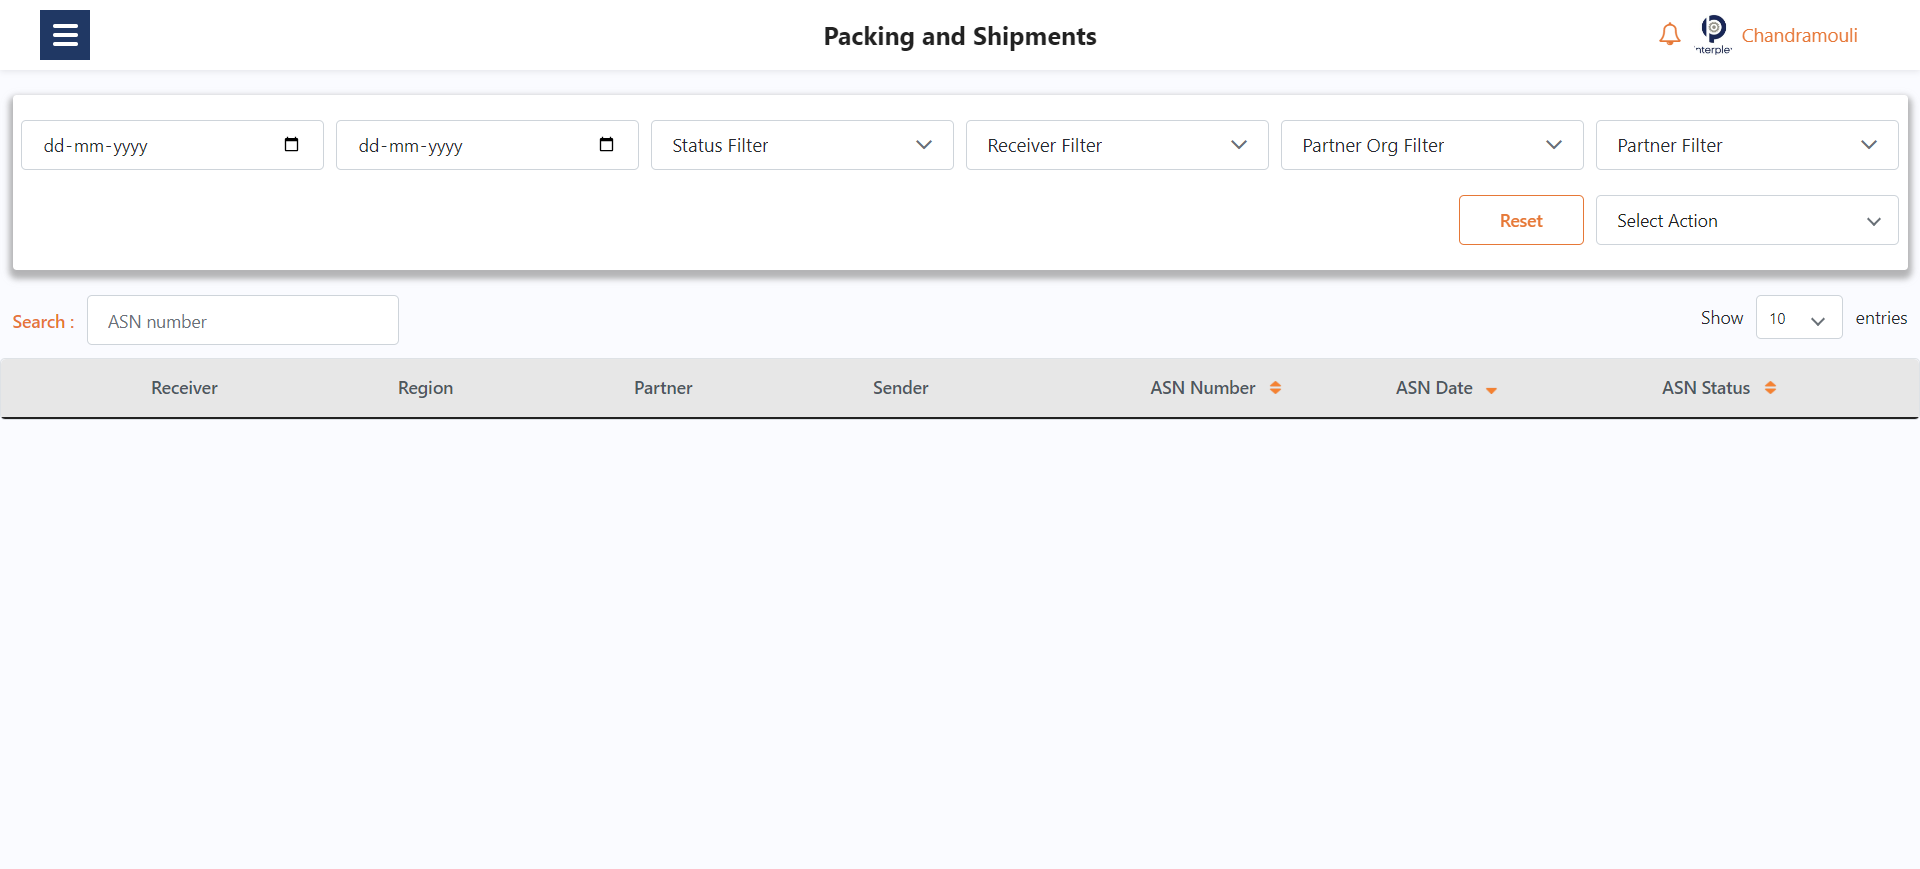 Packing and Shipments
nterple
Chandramouli
dd-mm-yyyy
dd-mm-yyyy
Status Filter
Receiver Filter
Partner Org Filter
Partner Filter
Reset
Select Action
Search :
ASN number
Show
10
entries
Receiver
Region
Partner
Sender
ASN Number
ASN Date
ASN Status